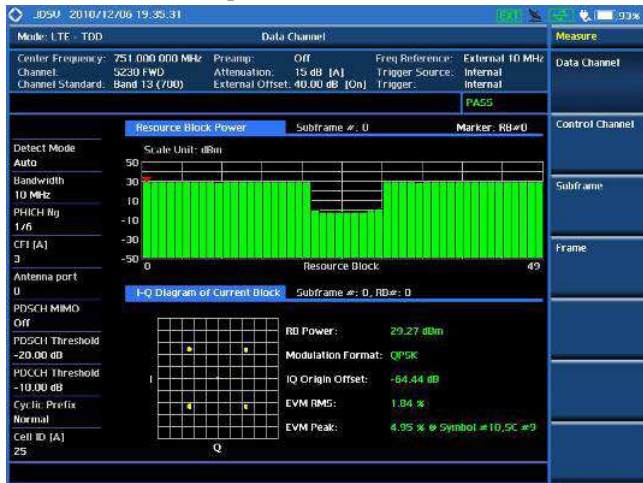 JDSU 2010/12/06 19:35:31 EXT 93%
Mode: LTE - TDD Data Channel Measure
Center Frequency: 751.000 000 MHz Preamp: Off Freq Reference: External 10 MHz
Channel: 5230 FWD Attenuation: 15 dB [A] Trigger Source: Internal
Channel Standard: Band 13 (700) External Offset: 40.00 dB [On] Trigger: Internal
PASS
Data Channel
Control Channel
Subframe
Frame
Resource Block Power Subframe #: 0 Marker: RB#0
Scale Unit: dBm
50
30
10
-10
-30
-50
0 Resource Block 49
Detect Mode
Auto
Bandwidth
10 MHz
PHICH Ng
1/6
CFI [A]
3
Antenna port
0
PDSCH MIMO
Off
PDSCH Threshold
-20.00 dB
PDCCH Threshold
-10.00 dB
Cyclic Prefix
Normal
Cell ID [A]
25
I-Q Diagram of Current Block Subframe #: 0, RB#: 0
I
Q
RB Power: 29.27 dBm
Modulation Format: QPSK
IQ Origin Offset: -64.44 dB
EVM RMS: 1.04 %
EVM Peak: 4.95 % @ Symbol #10,SC #9